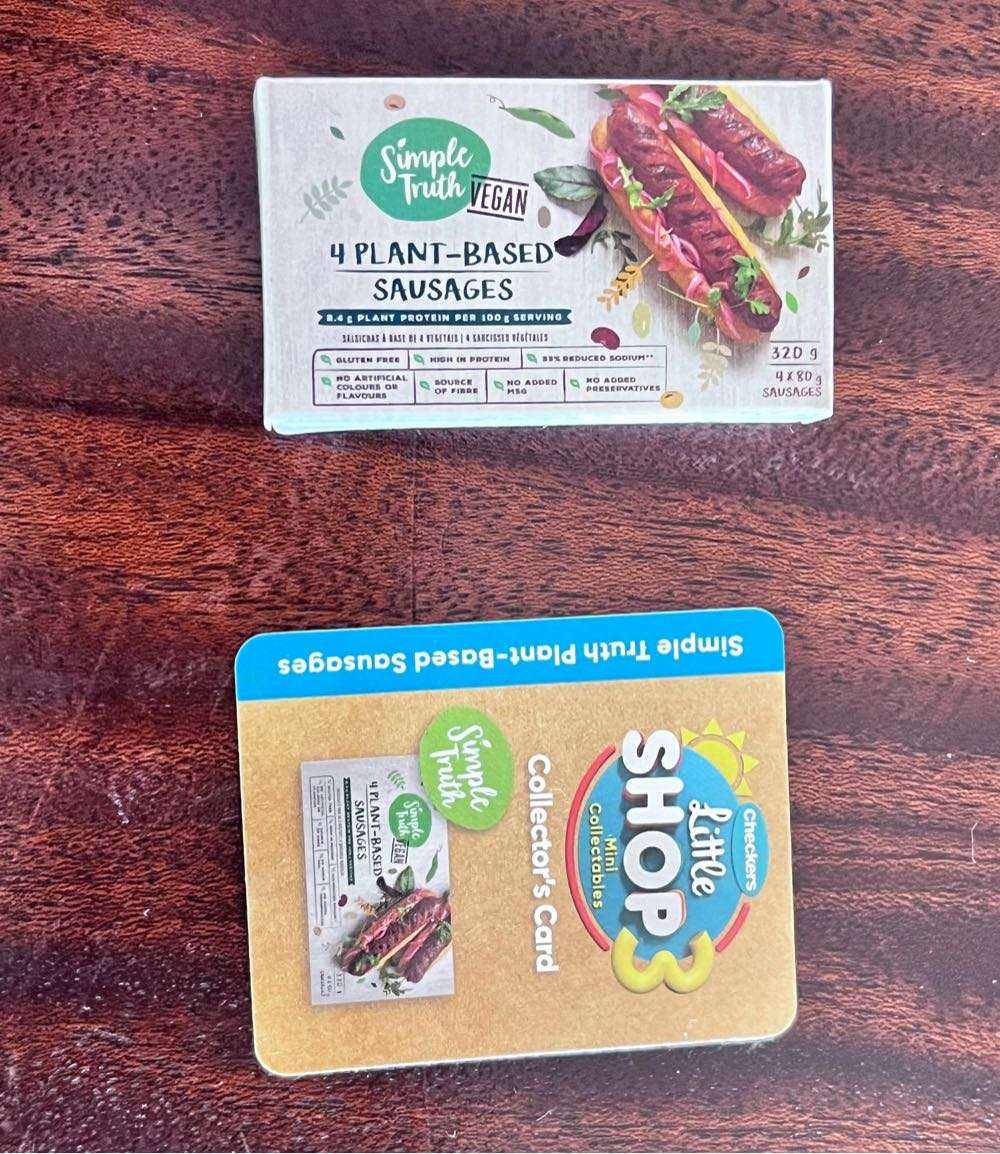 Simple
Truth
VEGAN
4 PLANT-BASED
SAUSAGES
8.4 g PLANT PROTEIN PER 100 g SERVING
SALSICHAS À BASE DE 4 VEGETAIS | 4 SAUCISSES VÉGÉTALES
GLUTEN FREE
HIGH IN PROTEIN
REDUCED SODIUM**
NO ARTIFICIAL
COLOURS OR
FLAVOURS
SOURCE
OF FIBRE
NO ADDED
MSG
NO ADDED
PRESERVATIVES
320 g
4 X 80 g
SAUSAGES
Simple Truth Plant-Based Sausages
Checkers
Little
SHOP 3
Mini
Collectables
Collector's Card
Simple
Truth
Simple
Truth
VEGAN
4 PLANT-BASED
SAUSAGES
320 g